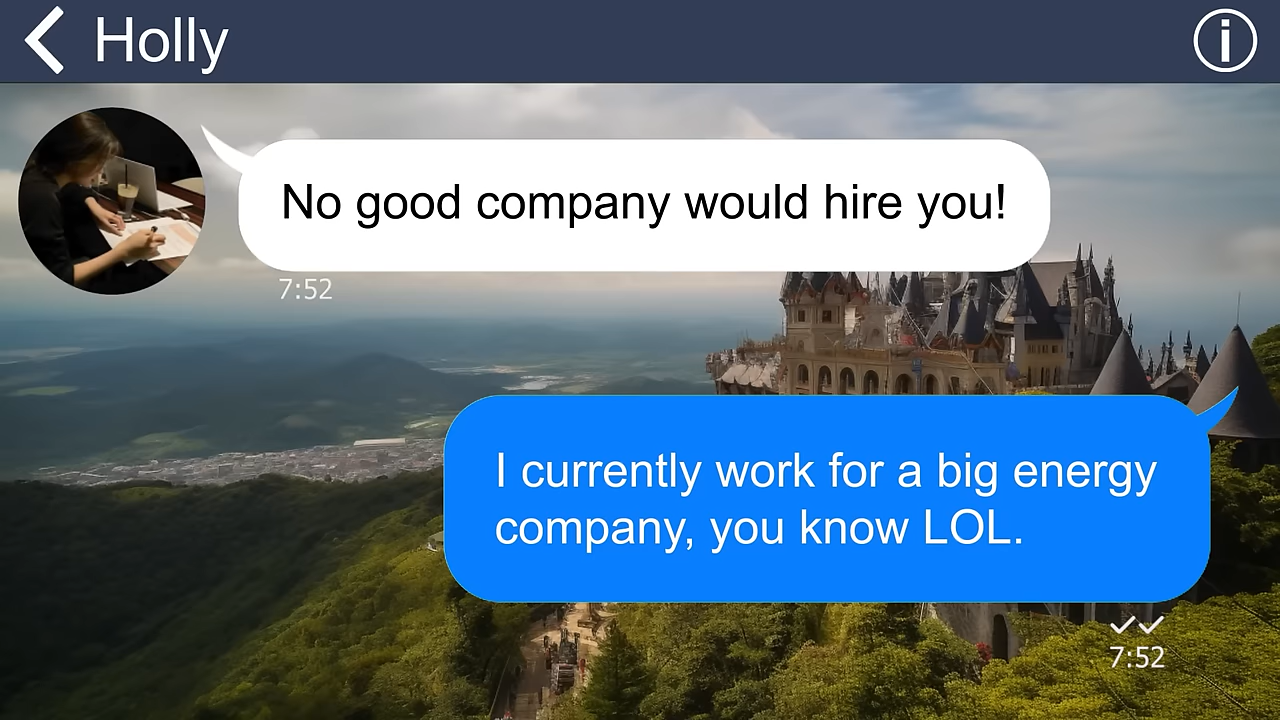 Holly
No good company would hire you!
7:52
I currently work for a big energy
company, you know LOL.
7:52